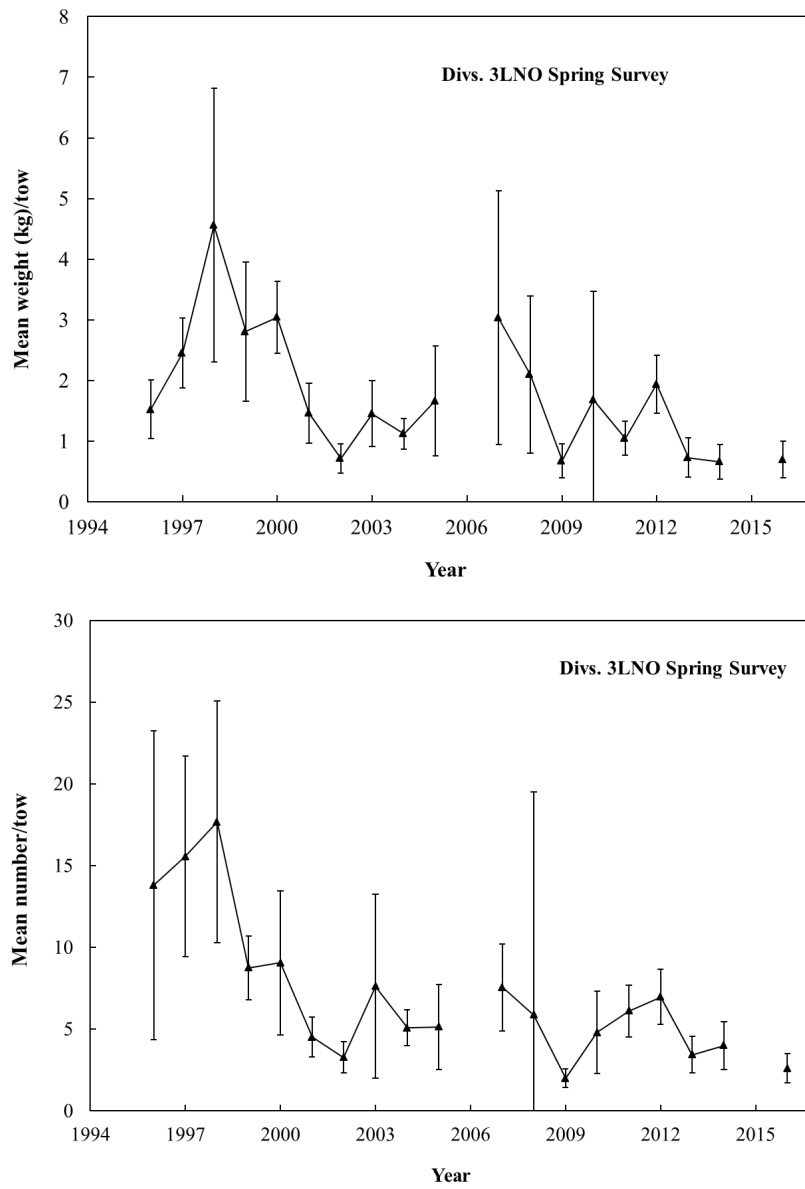 8
Divs. 3LNO Spring Survey
7
6
5
4
3
2
1
0
Mean weight (kg)/tow
1994 1997 2000 2003 2006 2009 2012 2015
Year
30
Divs. 3LNO Spring Survey
25
20
15
10
5
0
Mean number/tow
1994 1997 2000 2003 2006 2009 2012 2015
Year